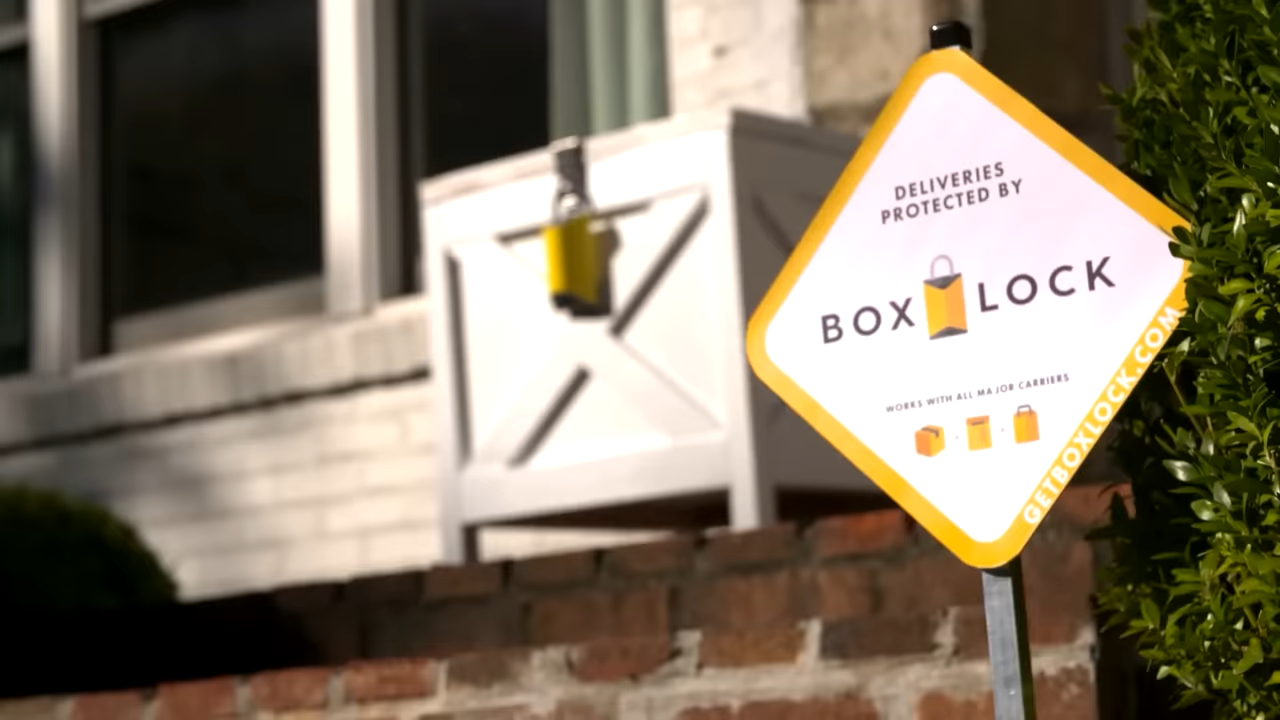 DELIVERIES
PROTECTED BY
BOX LOCK
WORKS WITH ALL MAJOR CARRIERS
GETBOXLOCK.COM